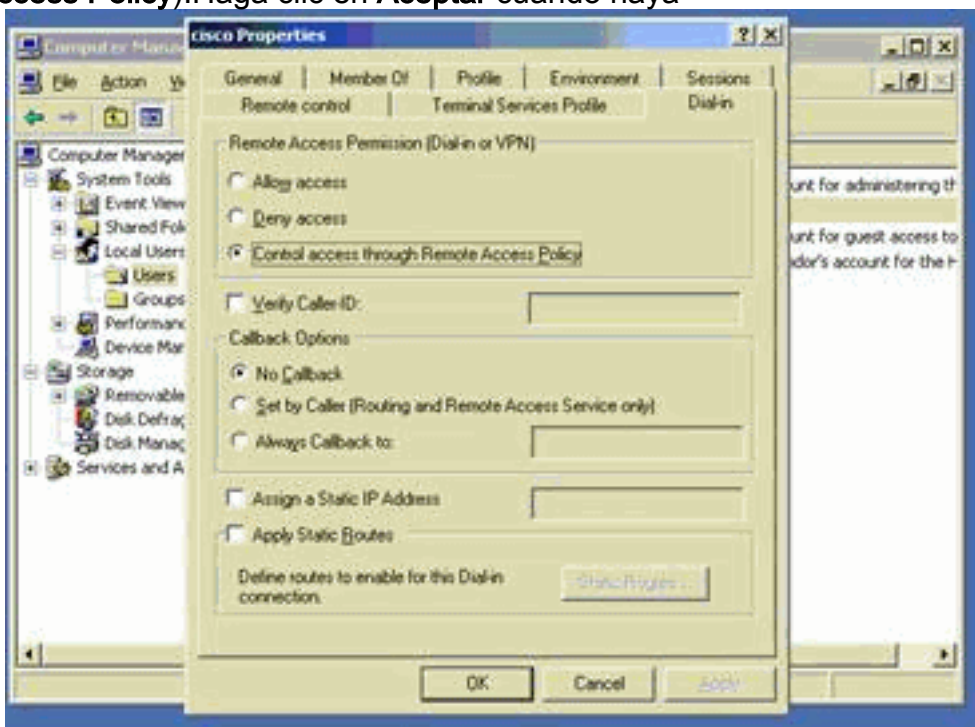 Access Policy).Haga clic en Aceptar cuando haya
Computer Mana
cisco Properties
File Action
General Member Of Profile Environment Sessions
Remote control Terminal Services Profile Dial-in
Computer Manager
System Tools
Event View
Shared Fol
Local Users
Users
Groups
Performanc
Device Mar
Storage
Removable
Disk Defrag
Disk Manag
Services and A
Remote Access Permission (Dial-in or VPN)
Allow access
Deny access
Control access through Remote Access Policy
Verify Caller-ID:
Callback Options
No Callback
Set by Caller (Routing and Remote Access Service only)
Always Callback to:
Assign a Static IP Address
Apply Static Routes
Define routes to enable for this Dial-in
connection.
Static Routes ...
unt for administering th
unt for guest access to
dor's account for the H
OK Cancel Apply